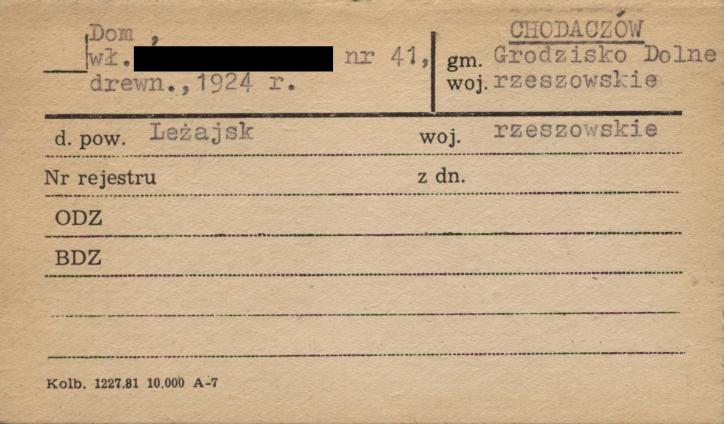 Dom ,
wł. nr 41,
drewn., 1924 r.
CHODACZÓW
gm. Grodzisko Dolne
woj. rzeszowskie
d. pow. Leżajsk woj. rzeszowskie
Nr rejestru z dn.
ODZ
BDZ
Kolb. 1227.81 10.000 A-7